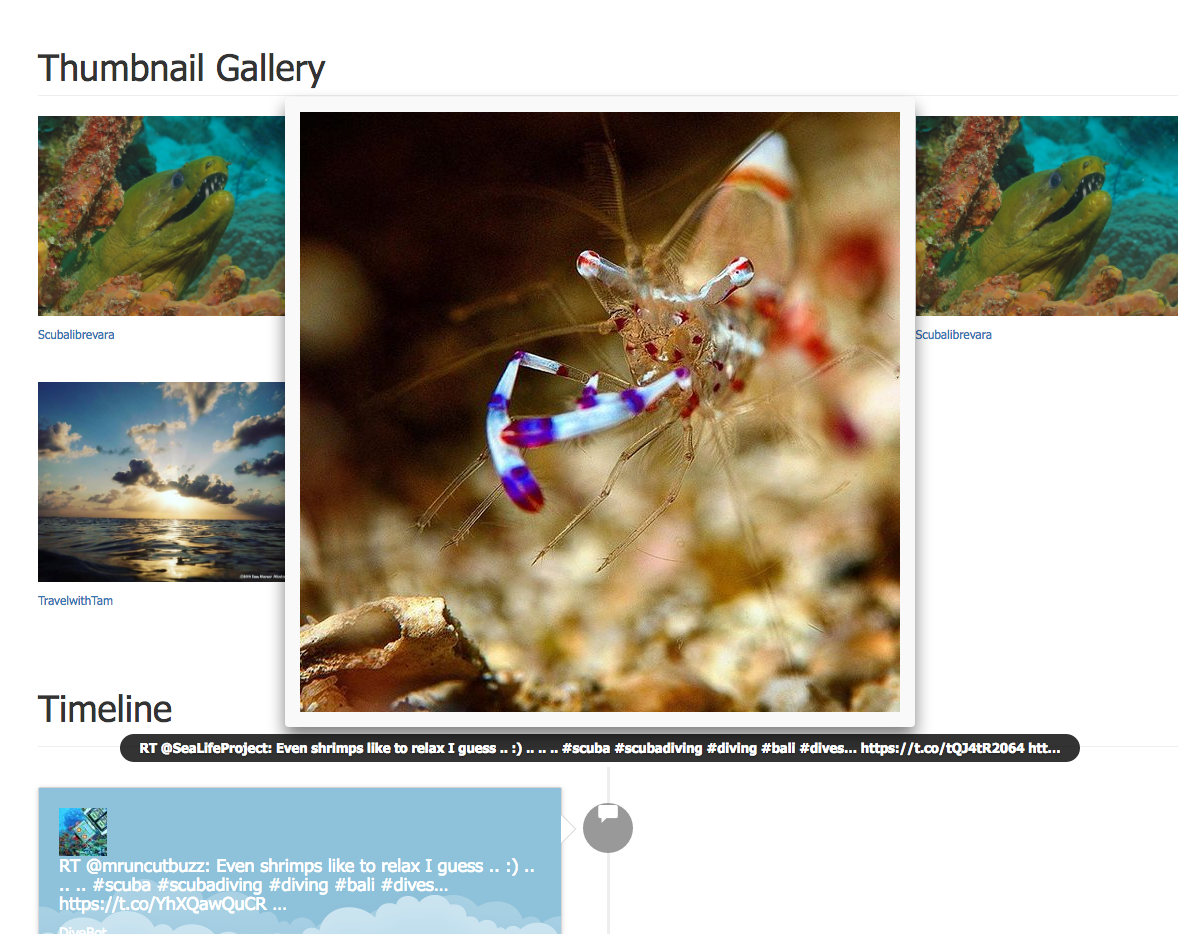 Thumbnail Gallery
Scubalibrevara
Scubalibrevara
TravelwithTam
Timeline
RT @SeaLifeProject: Even shrimps like to relax I guess .. :) .. .. .. #scuba #scubadiving #diving #bali #dives... https://t.co/tQJ4tR2064 htt...
RT @mruncutbuzz: Even shrimps like to relax I guess .. :) ..
.. .. #scuba #scubadiving #diving #bali #dives...
https://t.co/YhXQawQuCR ...
DiveBot